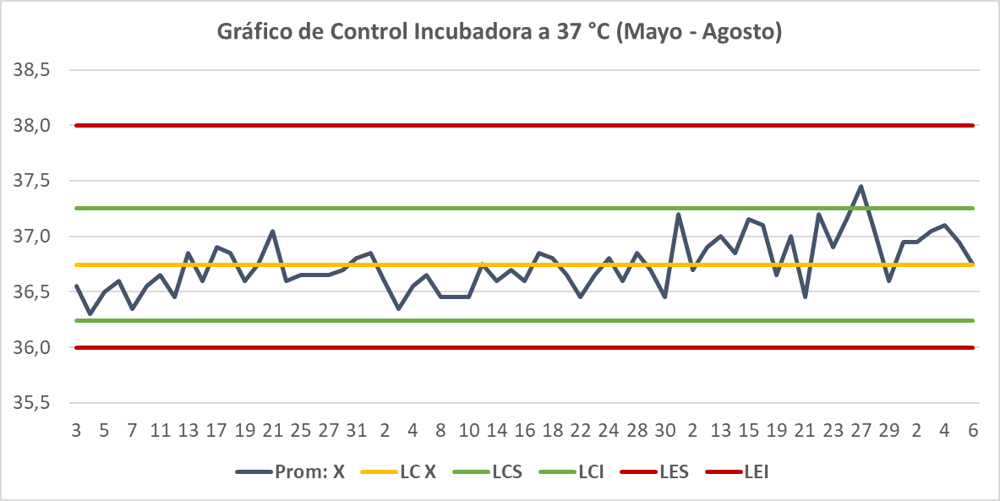 Gráfico de Control Incubadora a 37 °C (Mayo - Agosto)
38,5
38,0
37,5
37,0
36,5
36,0
35,5
3 5 7 11 13 17 19 21 25 27 31 2 4 8 10 14 16 18 22 24 28 30 2 13 15 19 21 23 27 29 2 4 6
Prom: X LC X LCS LCI LES LEI